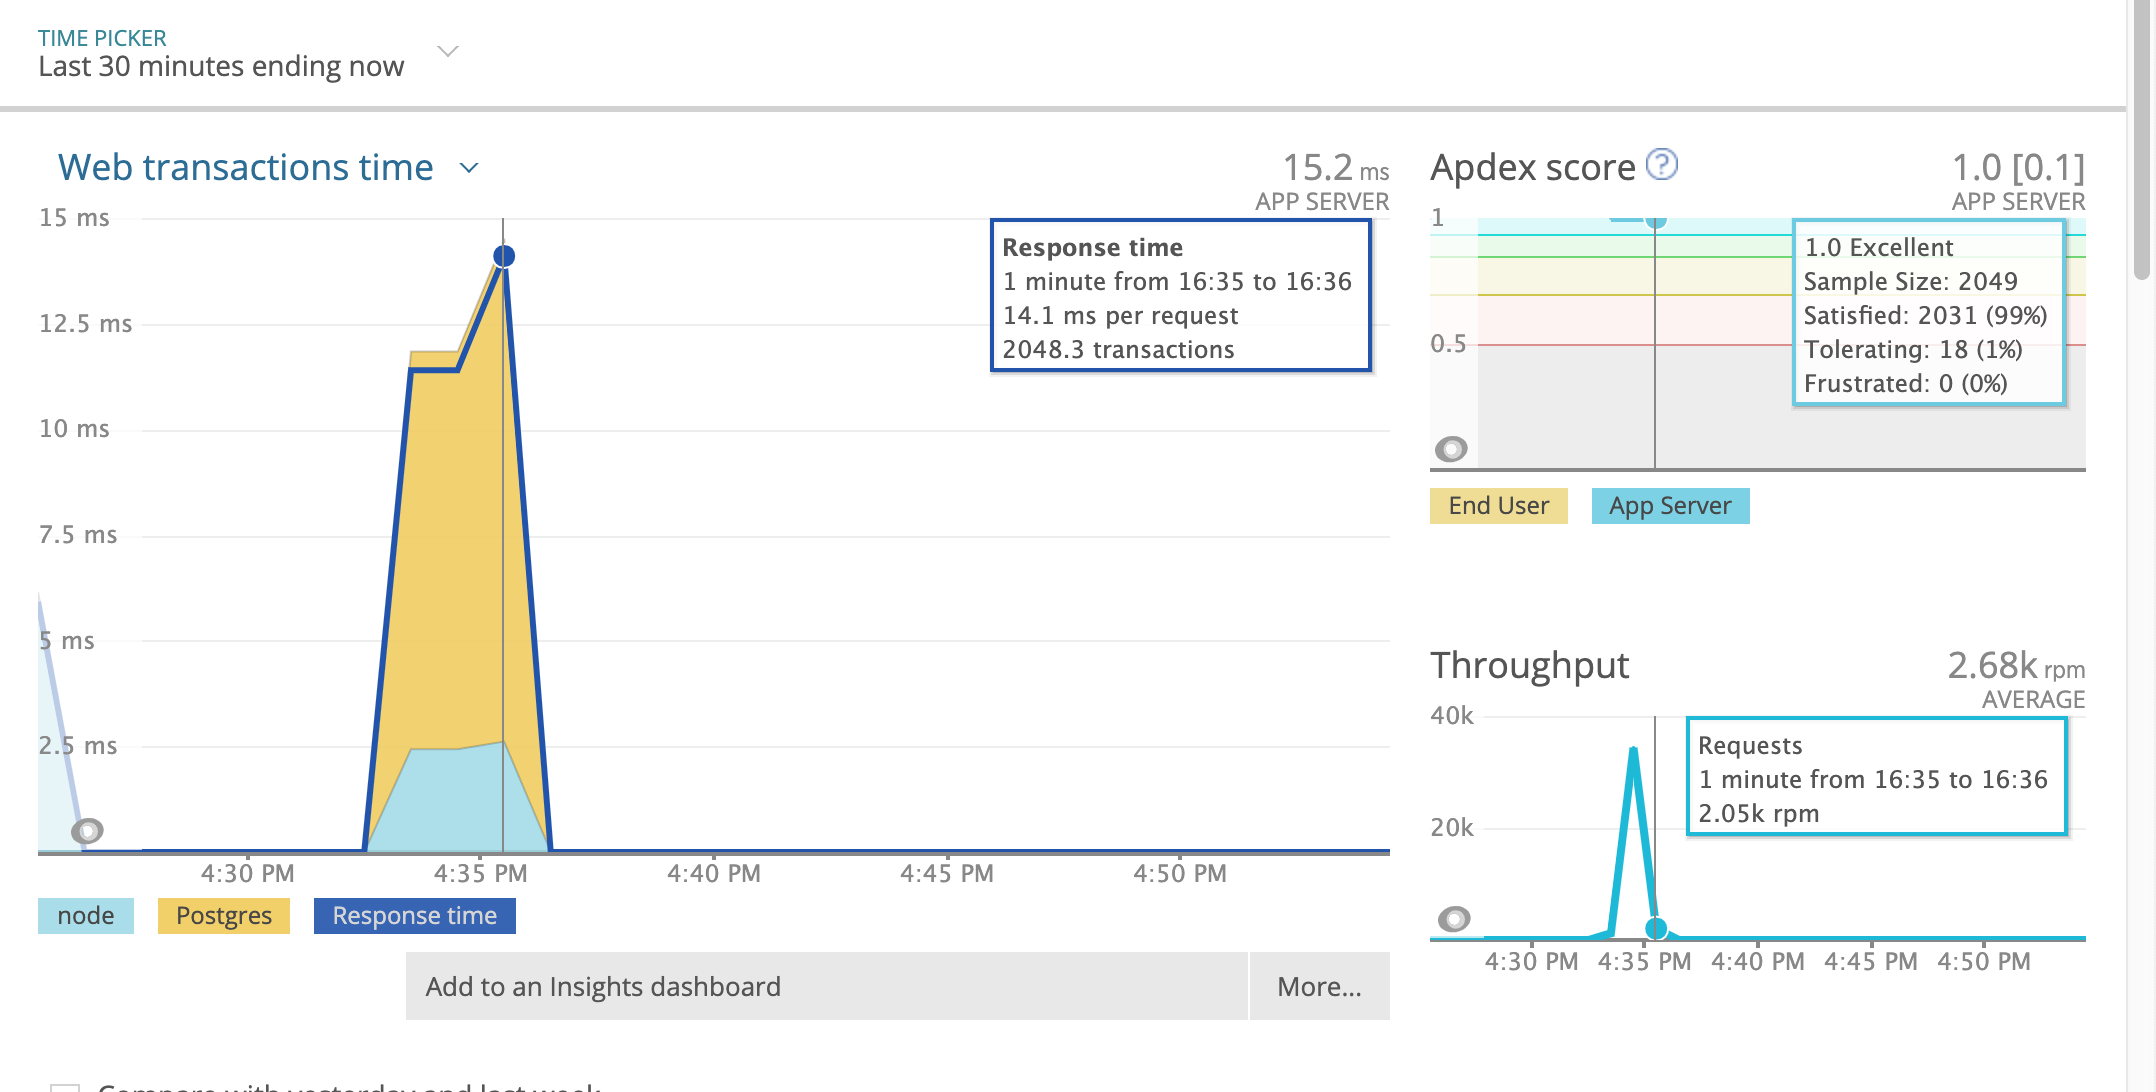 TIME PICKER
Last 30 minutes ending now
Web transactions time
15.2 ms
APP SERVER
15 ms
12.5 ms
10 ms
7.5 ms
5 ms
2.5 ms
Response time
1 minute from 16:35 to 16:36
14.1 ms per request
2048.3 transactions
4:30 PM
4:35 PM
4:40 PM
4:45 PM
4:50 PM
node
Postgres
Response time
Add to an Insights dashboard
More...
Compare with yesterday and last week
Apdex score ?
1.0 [0.1]
APP SERVER
1
0.5
1.0 Excellent
Sample Size: 2049
Satisfied: 2031 (99%)
Tolerating: 18 (1%)
Frustrated: 0 (0%)
End User
App Server
Throughput
2.68k rpm
AVERAGE
40k
20k
Requests
1 minute from 16:35 to 16:36
2.05k rpm
4:30 PM
4:35 PM
4:40 PM
4:45 PM
4:50 PM